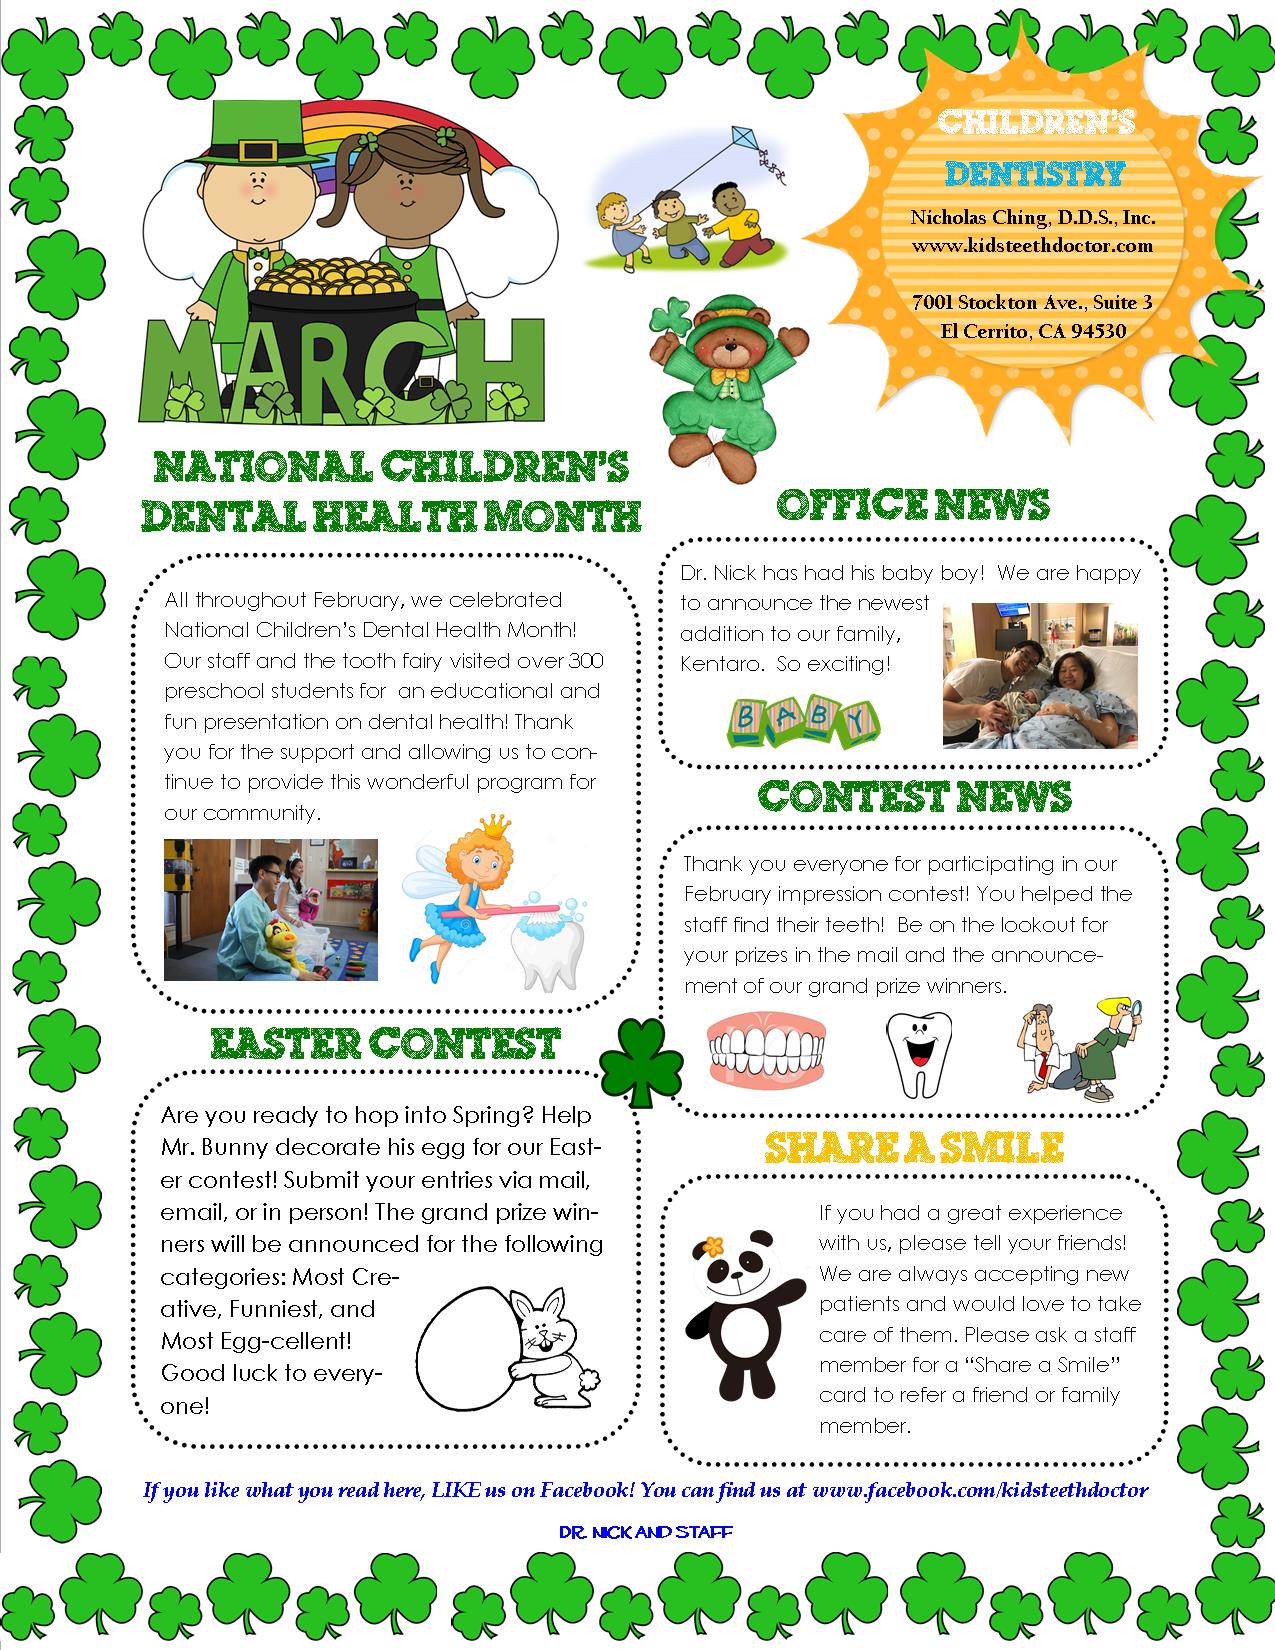 MARCH
CHILDREN'S
DENTISTRY
Nicholas Ching, D.D.S., Inc.
www.kidsteethdoctor.com
7001 Stockton Ave., Suite 3
El Cerrito, CA 94530
NATIONAL CHILDREN'S
DENTAL HEALTH MONTH
All throughout February, we celebrated
National Children's Dental Health Month!
Our staff and the tooth fairy visited over 300
preschool students for  an educational and
fun presentation on dental health! Thank
you for the support and allowing us to con-
tinue to provide this wonderful program for
our community.
EASTER CONTEST
Are you ready to hop into Spring? Help
Mr. Bunny decorate his egg for our East-
er contest! Submit your entries via mail,
email, or in person! The grand prize win-
ners will be announced for the following
categories: Most Cre-
ative, Funniest, and
Most Egg-cellent!
Good luck to every-
one!
OFFICE NEWS
Dr. Nick has had his baby boy!  We are happy
to announce the newest
addition to our family,
Kentaro.  So exciting!
BABY
CONTEST NEWS
Thank you everyone for participating in our
February impression contest! You helped the
staff find their teeth!  Be on the lookout for
your prizes in the mail and the announce-
ment of our grand prize winners.
SHARE A SMILE
If you had a great experience
with us, please tell your friends!
We are always accepting new
patients and would love to take
care of them. Please ask a staff
member for a “Share a Smile”
card to refer a friend or family
member.
If you like what you read here, LIKE us on Facebook! You can find us at www.facebook.com/kidsteethdoctor
DR. NICK AND STAFF